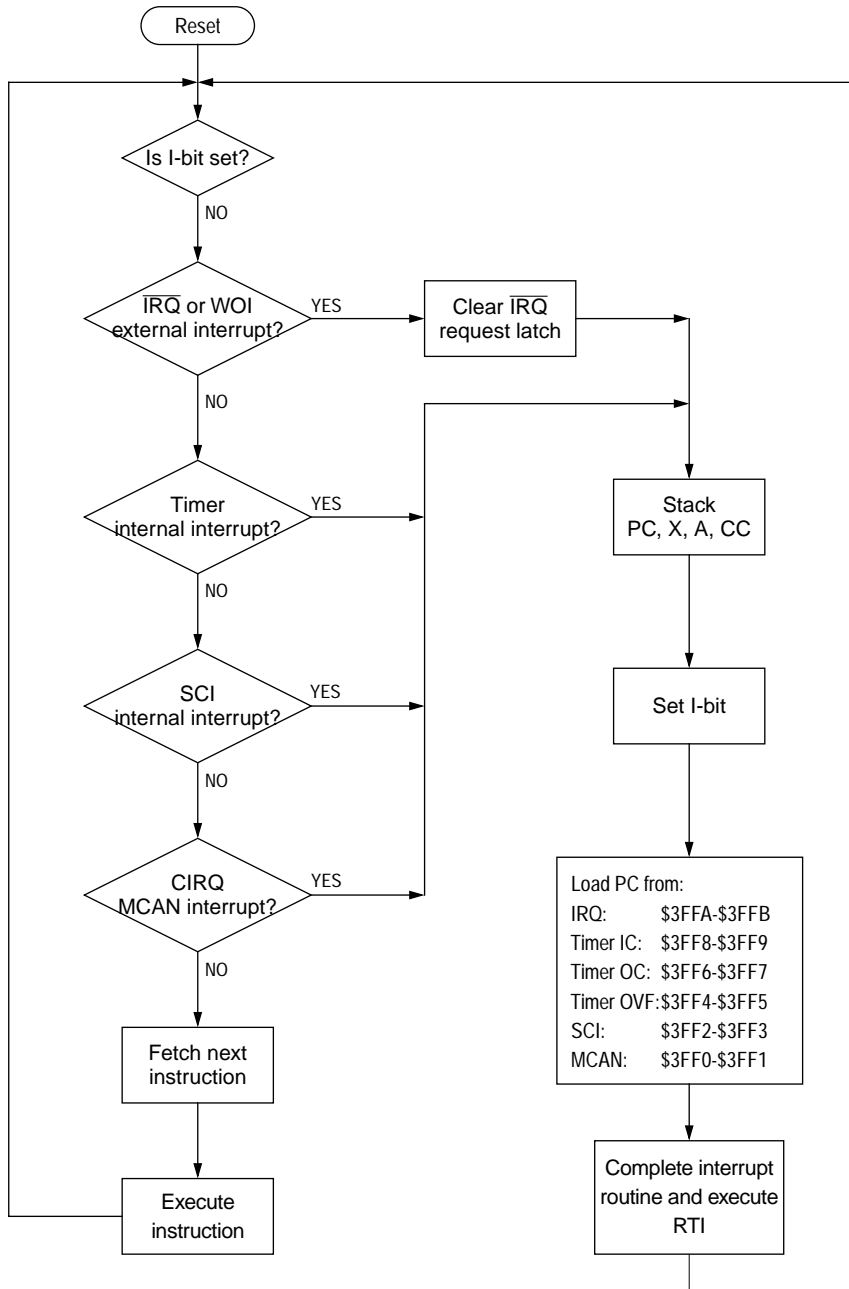 Reset
Is I-bit set?
NO
I̅R̅Q̅ or WOI
external interrupt?
YES
Clear I̅R̅Q̅
request latch
NO
Timer
internal interrupt?
YES
Stack
PC, X, A, CC
NO
SCI
internal interrupt?
YES
Set I-bit
NO
CIRQ
MCAN interrupt?
YES
Load PC from:
IRQ: $3FFA-$3FFB
Timer IC: $3FF8-$3FF9
Timer OC: $3FF6-$3FF7
Timer OVF:$3FF4-$3FF5
SCI: $3FF2-$3FF3
MCAN: $3FF0-$3FF1
NO
Fetch next
instruction
Execute
instruction
Complete interrupt
routine and execute
RTI